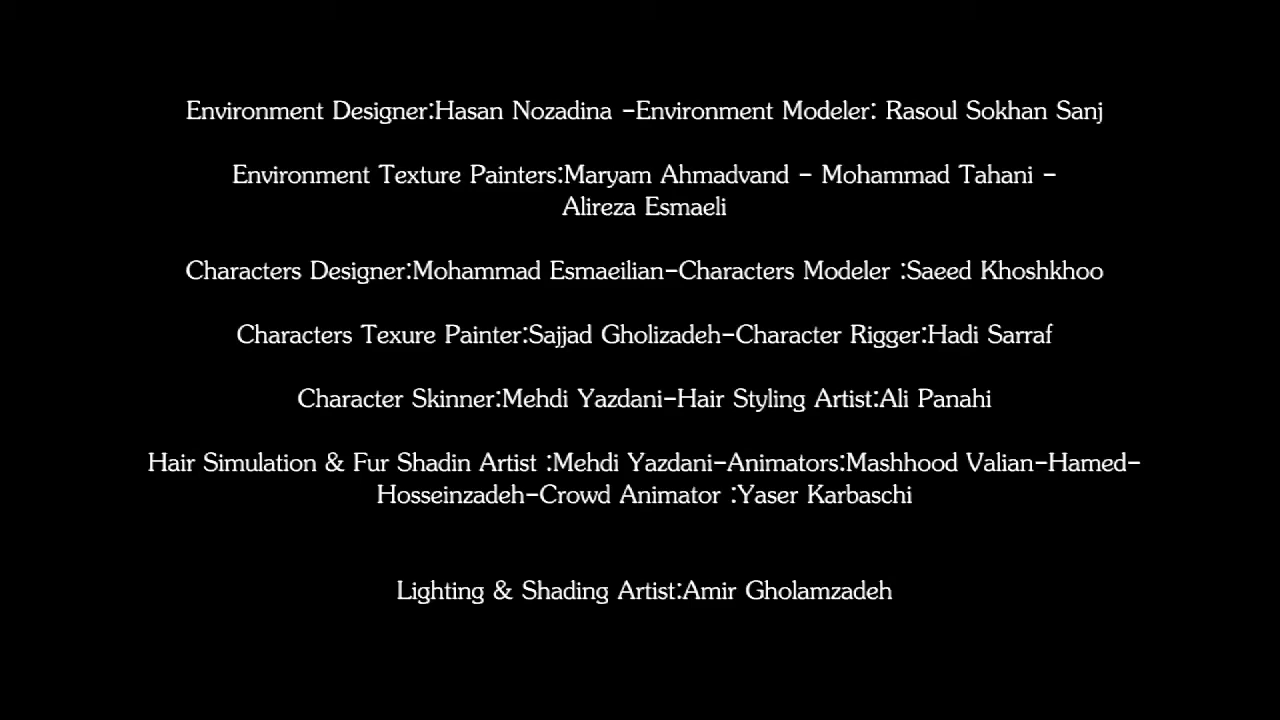 Environment Designer:Hasan Nozadina -Environment Modeler: Rasoul Sokhan Sanj
Environment Texture Painters:Maryam Ahmadvand - Mohammad Tahani -
Alireza Esmaeli
Characters Designer:Mohammad Esmaeilian-Characters Modeler :Saeed Khoshkhoo
Characters Texure Painter:Sajjad Gholizadeh-Character Rigger:Hadi Sarraf
Character Skinner:Mehdi Yazdani-Hair Styling Artist:Ali Panahi
Hair Simulation & Fur Shadin Artist :Mehdi Yazdani-Animators:Mashhood Valian-Hamed-
Hosseinzadeh-Crowd Animator :Yaser Karbaschi
Lighting & Shading Artist:Amir Gholamzadeh